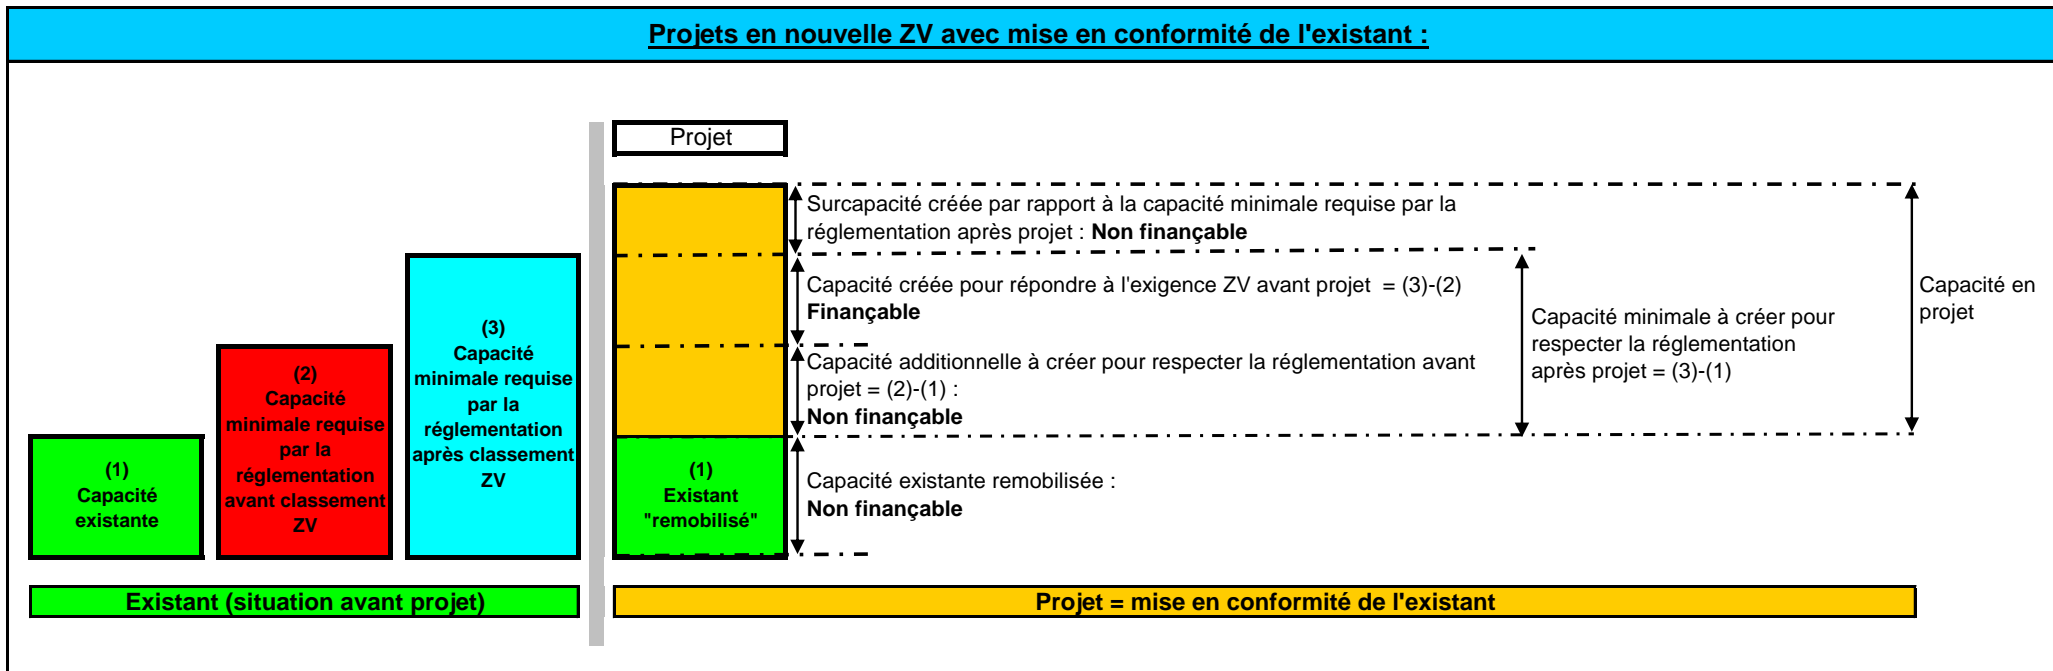 Projets en nouvelle ZV avec mise en conformité de l'existant :
Projet
Surcapacité créée par rapport à la capacité minimale requise par la
réglementation après projet : Non finançable
Capacité créée pour répondre à l'exigence ZV avant projet = (3)-(2)
Finançable
Capacité additionnelle à créer pour respecter la réglementation avant
projet = (2)-(1) :
Non finançable
Capacité existante remobilisée :
Non finançable
Capacité minimale à créer pour
respecter la réglementation
après projet = (3)-(1)
Capacité en
projet
(1)
Capacité
existante
(2)
Capacité
minimale requise
par la
réglementation
avant classement
ZV
(3)
Capacité
minimale requise
par la
réglementation
après classement
ZV
(1)
Existant
"remobilisé"
Existant (situation avant projet)
Projet = mise en conformité de l'existant